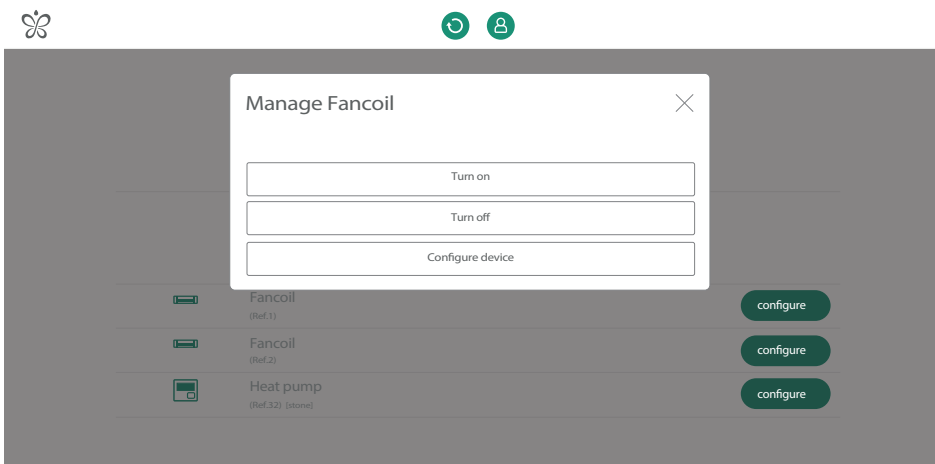 Manage Fancoil
Turn on
Turn off
Configure device
Fancoil
(Ref.1)
configure
Fancoil
(Ref.2)
configure
Heat pump
(Ref.32) (stone)
configure